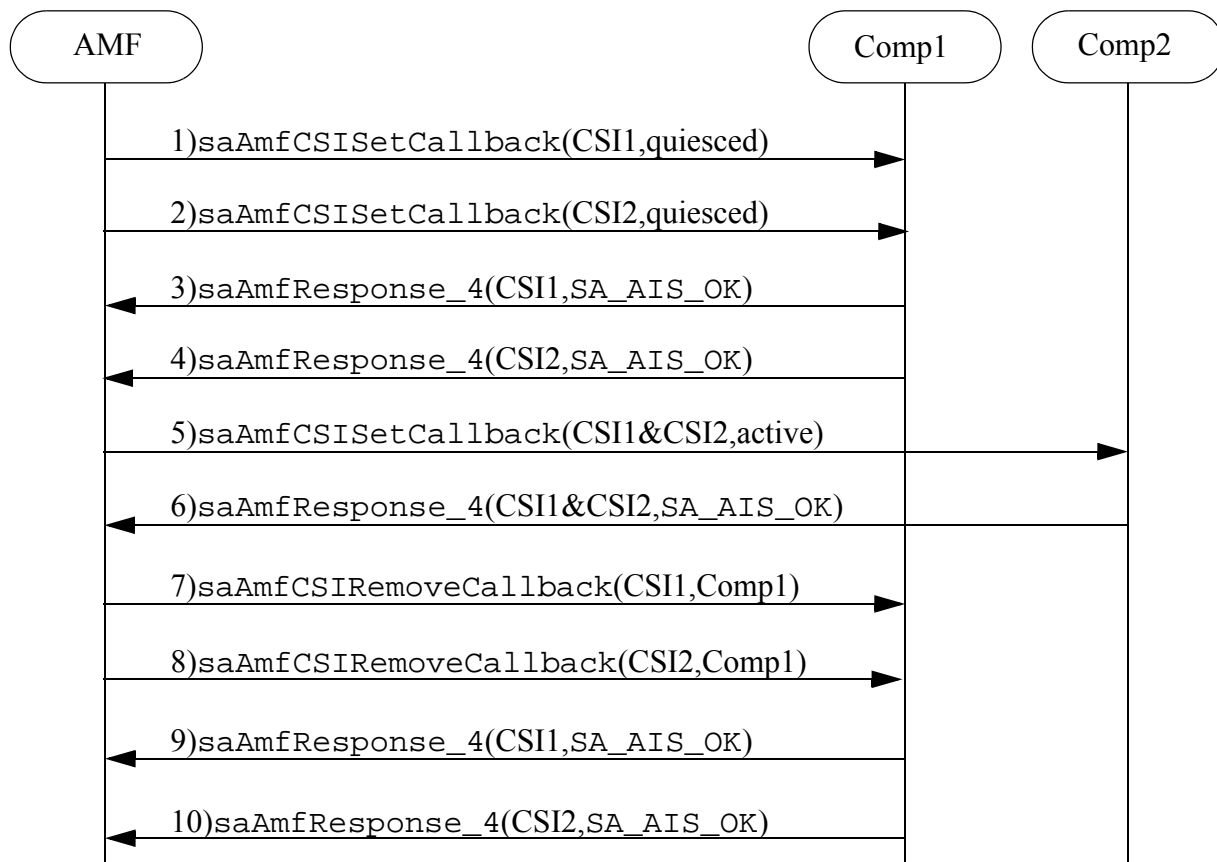 AMF
Comp1
Comp2
1)saAmfCSISetCallback(CSI1,quiesced)
2)saAmfCSISetCallback(CSI2,quiesced)
3)saAmfResponse_4(CSI1,SA_AIS_OK)
4)saAmfResponse_4(CSI2,SA_AIS_OK)
5)saAmfCSISetCallback(CSI1&CSI2,active)
6)saAmfResponse_4(CSI1&CSI2,SA_AIS_OK)
7)saAmfCSIRemoveCallback(CSI1,Comp1)
8)saAmfCSIRemoveCallback(CSI2,Comp1)
9)saAmfResponse_4(CSI1,SA_AIS_OK)
10)saAmfResponse_4(CSI2,SA_AIS_OK)